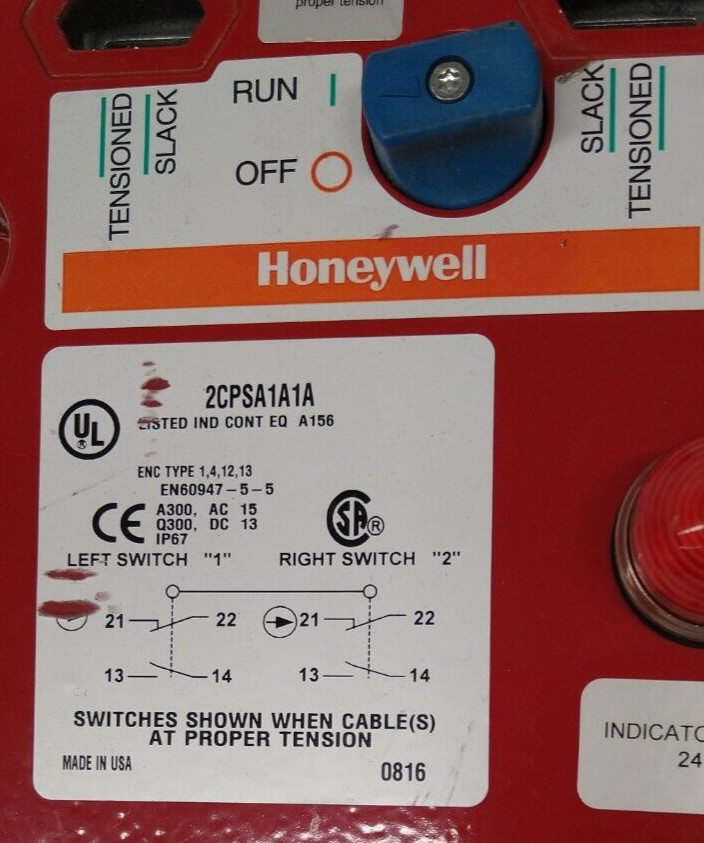 proper tension
TENSIONED
SLACK
RUN
OFF
SLACK
TENSIONED
Honeywell
2CPSA1A1A
UL
®
LISTED IND CONT EQ A156
ENC TYPE 1,4,12,13
EN60947-5-5
CE
A300, AC 15
Q300, DC 13
IP67
SA®
LEFT SWITCH "1" RIGHT SWITCH "2"
21 22 21 22
13 14 13 14
SWITCHES SHOWN WHEN CABLE(S)
AT PROPER TENSION
MADE IN USA 0816
INDICATO
24